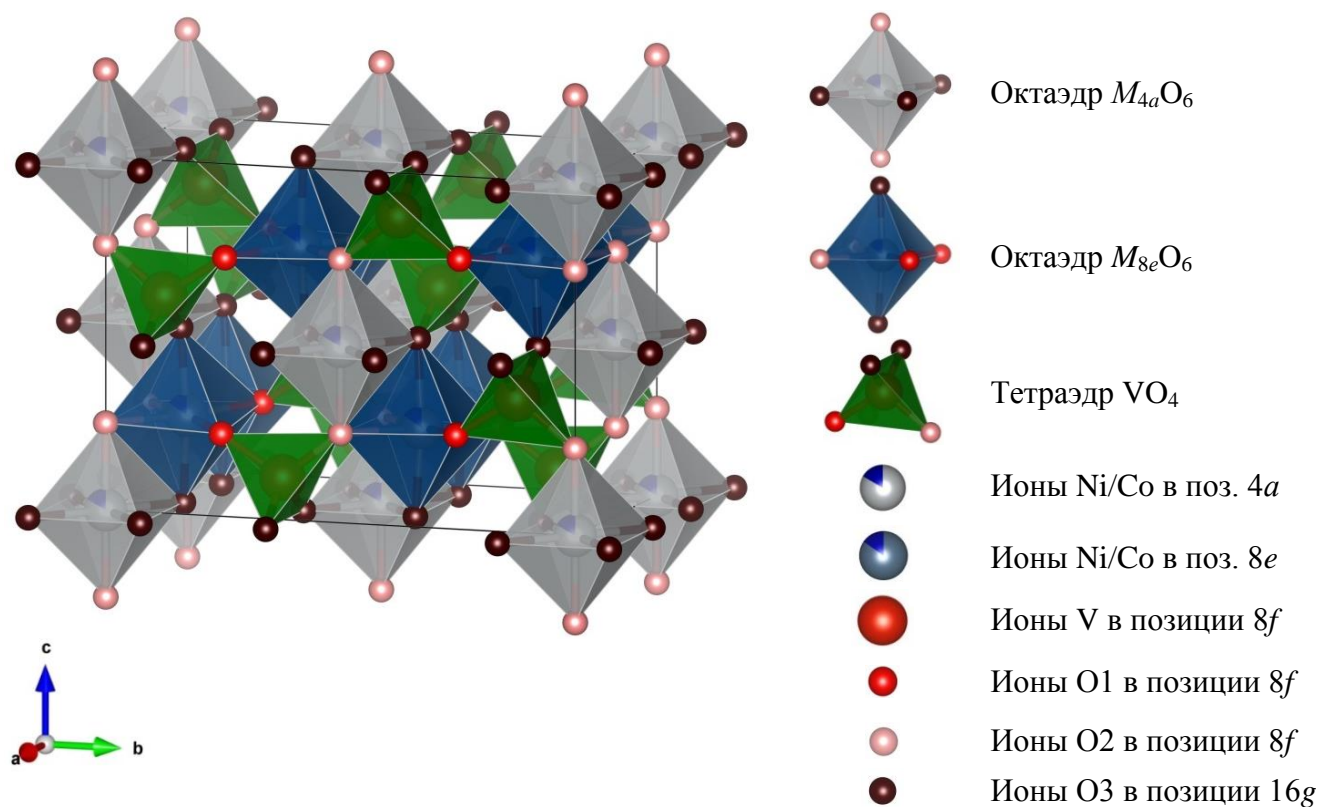 Октаэдр M4aO6
Октаэдр M8eO6
Тетраэдр VO4
Ионы Ni/Co в поз. 4a
Ионы Ni/Co в поз. 8e
Ионы V в позиции 8f
Ионы O1 в позиции 8f
Ионы O2 в позиции 8f
Ионы O3 в позиции 16g
c
b
a